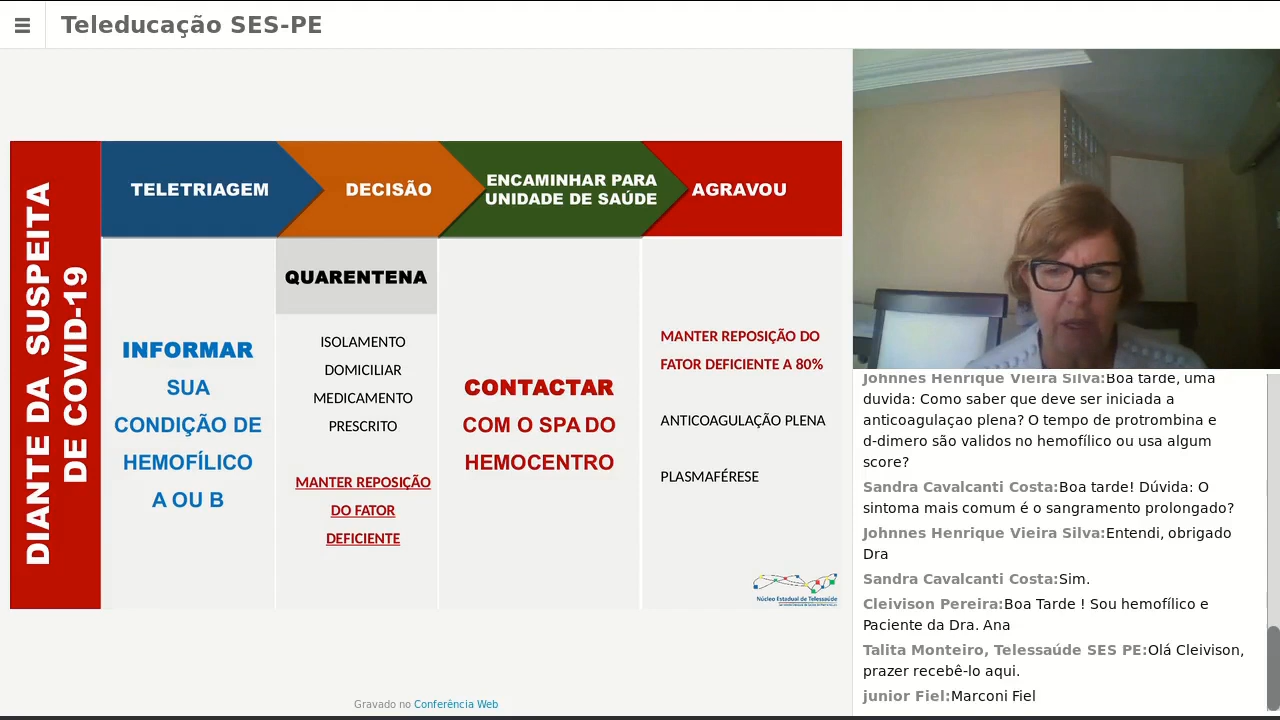 Teleducação SES-PE
DIANTE DA SUSPEITA
DE COVID-19
TELETRIAGEM
DECISÃO
ENCAMINHAR PARA
UNIDADE DE SAÚDE
AGRAVOU
INFORMAR
SUA
CONDIÇÃO DE
HEMOFÍLICO
A OU B
QUARENTENA
ISOLAMENTO
DOMICILIAR
MEDICAMENTO
PRESCRITO
MANTER REPOSIÇÃO
DO FATOR
DEFICIENTE
CONTACTAR
COM O SPA DO
HEMOCENTRO
MANTER REPOSIÇÃO DO
FATOR DEFICIENTE A 80%
ANTICOAGULAÇÃO PLENA
PLASMAFÉRESE
Núcleo Estadual de Telessaúde
Gravado no Conferência Web
Johnnes Henrique Vieira Silva:Boa tarde, uma
duvida: Como saber que deve ser iniciada a
anticoagulaçao plena? O tempo de protrombina e
d-dimero são validos no hemofílico ou usa algum
score?
Sandra Cavalcanti Costa:Boa tarde! Dúvida: O
sintoma mais comum é o sangramento prolongado?
Johnnes Henrique Vieira Silva:Entendi, obrigado
Dra
Sandra Cavalcanti Costa:Sim.
Cleivison Pereira:Boa Tarde ! Sou hemofílico e
Paciente da Dra. Ana
Talita Monteiro, Telessaúde SES PE:Olá Cleivison,
prazer recebê-lo aqui.
junior Fiel:Marconi Fiel